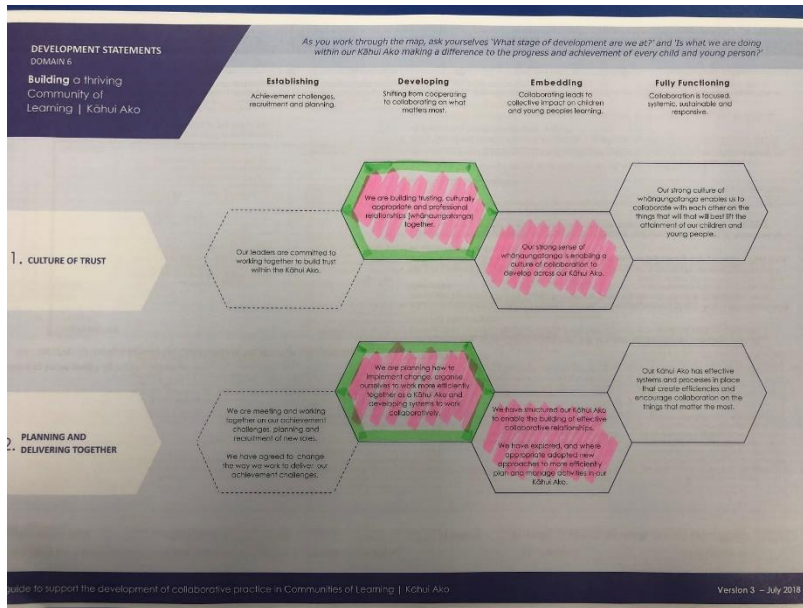 DEVELOPMENT STATEMENTS
DOMAIN 6
Building a thriving
Community of
Learning | Kāhui Ako
As you work through the map, ask yourselves 'What stage of development are we at?' and 'Is what we are doing
within our Kāhui Ako making a difference to the progress and achievement of every child and young person?'
Establishing
Achievement challenges,
recruitment and planning.
Developing
Shifting from cooperating
to collaborating on what
matters most.
Embedding
Collaborating leads to
collective impact on children
and young peoples learning.
Fully Functioning
Collaboration is focused,
systemic, sustainable and
responsive.
1. CULTURE OF TRUST
Our leaders are committed to
working together to build trust
within the Kāhui Ako.
We are building trusting, culturally
appropriate and professional
relationships (whānaungatanga)
together.
Our strong sense of
whānaungatanga is enabling a
culture of collaboration to
develop across our Kāhui Ako.
Our strong culture of
whānaungatanga enables us to
collaborate with each other on the
things that will that will best lift the
attainment of our children and
young people.
2. PLANNING AND
DELIVERING TOGETHER
We are meeting and working
together on our achievement
challenges, planning and
recruitment of new roles.
We have agreed to change
the way we work to deliver our
achievement challenges.
We are planning how to
implement change, organise
ourselves to work more efficiently
together as a Kāhui Ako and
developing systems to work
collaboratively.
We have structured our Kāhui Ako
to enable the building of effective
collaborative relationships.
We have explored, and where
appropriate adopted new
approaches to more efficiently
plan and manage activities in our
Kāhui Ako.
Our Kāhui Ako has effective
systems and processes in place
that create efficiencies and
encourage collaboration on the
things that matter the most.
guide to support the development of collaborative practice in Communities of Learning | Kāhui Ako
Version 3 – July 2018